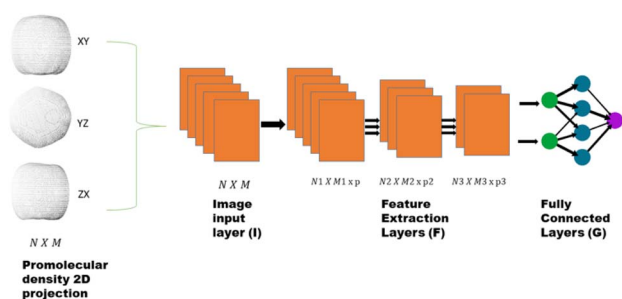 XY
YZ
ZX
N X M
Promolecular
density 2D
projection
N X M
Image
input
layer (I)
N1 X M1 x p
N2 X M2 x p2
N3 X M3 x p3
Feature
Extraction
Layers (F)
Fully
Connected
Layers (G)